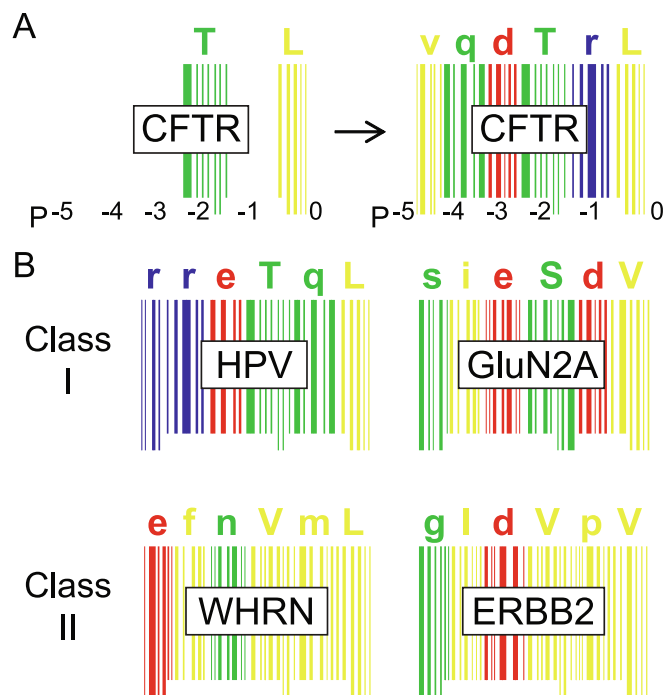 A
T L v q d T r L
CFTR CFTR
P-5 -4 -3 -2 -1 0 P-5 -4 -3 -2 -1 0
B
r r e T q L s i e S d V
Class
I
HPV GluN2A
e f n V m L g l d V p V
Class
II
WHRN ERBB2